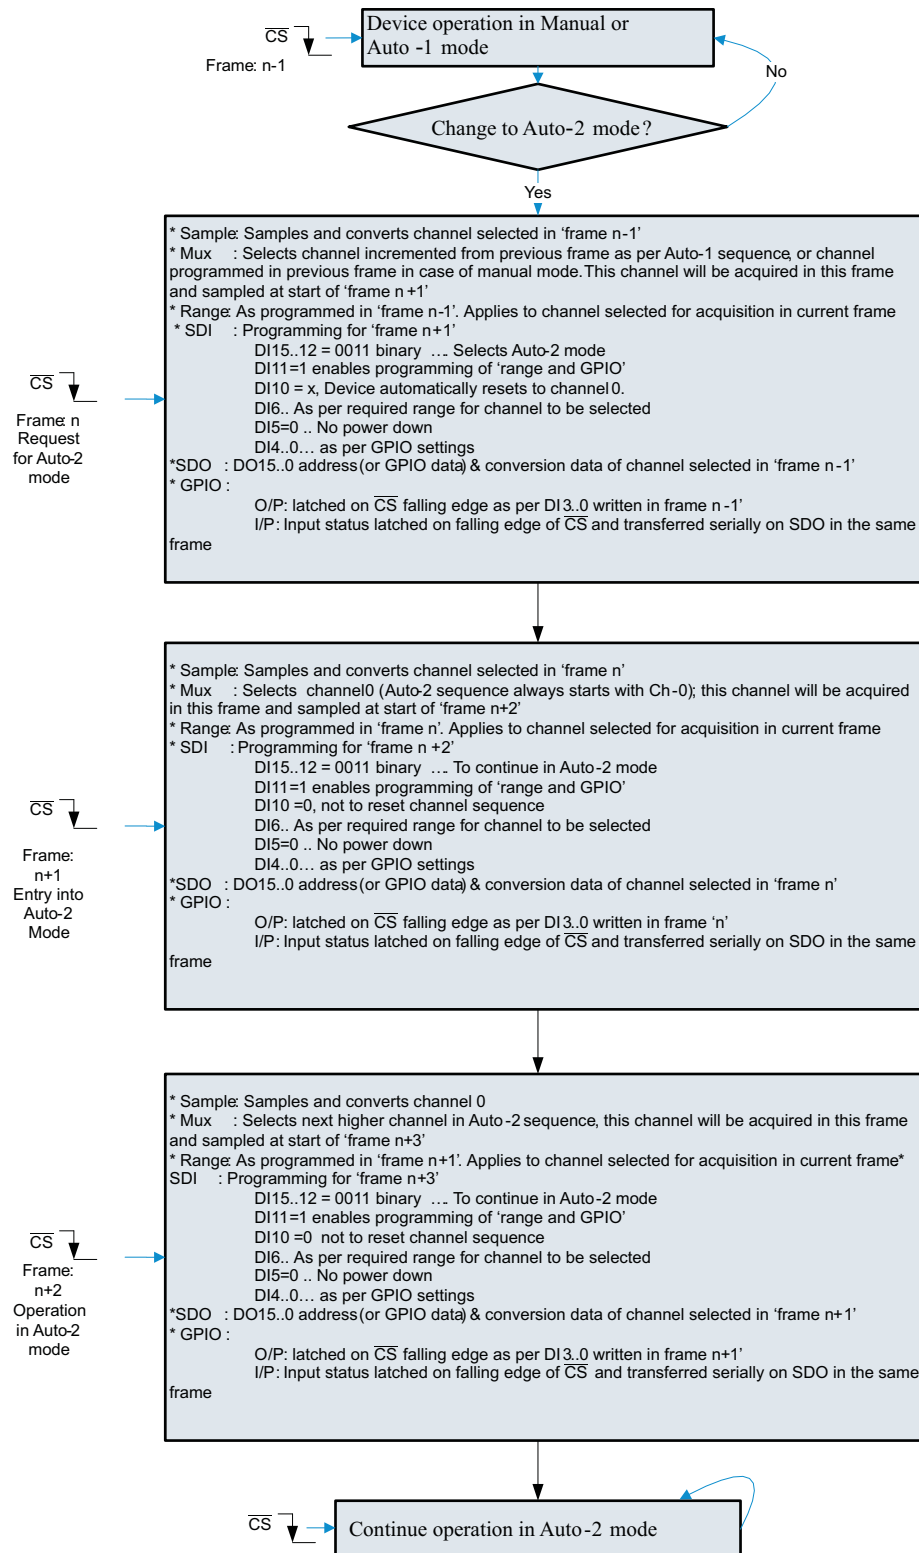 Device operation in Manual or
Auto -1 mode
CS
Frame: n-1
No
Change to Auto-2 mode?
Yes
* Sample: Samples and converts channel selected in ‘frame n-1’
* Mux : Selects channel incremented from previous frame as per Auto-1 sequence, or channel
programmed in previous frame in case of manual mode. This channel will be acquired in this frame
and sampled at start of ‘frame n +1’
* Range: As programmed in ‘frame n-1’. Applies to channel selected for acquisition in current frame
* SDI : Programming for ‘frame n+1’
DI15..12 = 0011 binary …. Selects Auto-2 mode
DI11=1 enables programming of ‘range and GPIO’
DI10 = x, Device automatically resets to channel 0.
DI6.. As per required range for channel to be selected
DI5=0 .. No power down
DI4..0… as per GPIO settings
*SDO : DO15..0 address (or GPIO data) & conversion data of channel selected in ‘frame n-1’
* GPIO :
O/P: latched on CS falling edge as per DI3..0 written in frame n-1’
I/P: Input status latched on falling edge of CS and transferred serially on SDO in the same
frame
CS
Frame: n
Request
for Auto-2
mode
* Sample: Samples and converts channel selected in ‘frame n’
* Mux : Selects channel0 (Auto-2 sequence always starts with Ch-0); this channel will be acquired
in this frame and sampled at start of ‘frame n+2’
* Range: As programmed in ‘frame n’. Applies to channel selected for acquisition in current frame
* SDI : Programming for ‘frame n +2’
DI15..12 = 0011 binary …. To continue in Auto-2 mode
DI11=1 enables programming of ‘range and GPIO’
DI10 =0, not to reset channel sequence
DI6.. As per required range for channel to be selected
DI5=0 .. No power down
DI4..0… as per GPIO settings
*SDO : DO15..0 address (or GPIO data) & conversion data of channel selected in ‘frame n’
* GPIO :
O/P: latched on CS falling edge as per DI3..0 written in frame ‘n’
I/P: Input status latched on falling edge of CS and transferred serially on SDO in the same
frame
CS
Frame:
n+1
Entry into
Auto-2
Mode
* Sample: Samples and converts channel 0
* Mux : Selects next higher channel in Auto-2 sequence, this channel will be acquired in this frame
and sampled at start of ‘frame n+3’
* Range: As programmed in ‘frame n+1’. Applies to channel selected for acquisition in current frame*
SDI : Programming for ‘frame n+3’
DI15..12 = 0011 binary …. To continue in Auto-2 mode
DI11=1 enables programming of ‘range and GPIO’
DI10 =0 not to reset channel sequence
DI6.. As per required range for channel to be selected
DI5=0 .. No power down
DI4..0… as per GPIO settings
*SDO : DO15..0 address (or GPIO data) & conversion data of channel selected in ‘frame n+1’
* GPIO :
O/P: latched on CS falling edge as per DI3..0 written in frame n+1’
I/P: Input status latched on falling edge of CS and transferred serially on SDO in the same
frame
CS
Frame:
n+2
Operation
in Auto-2
mode
CS
Continue operation in Auto-2 mode